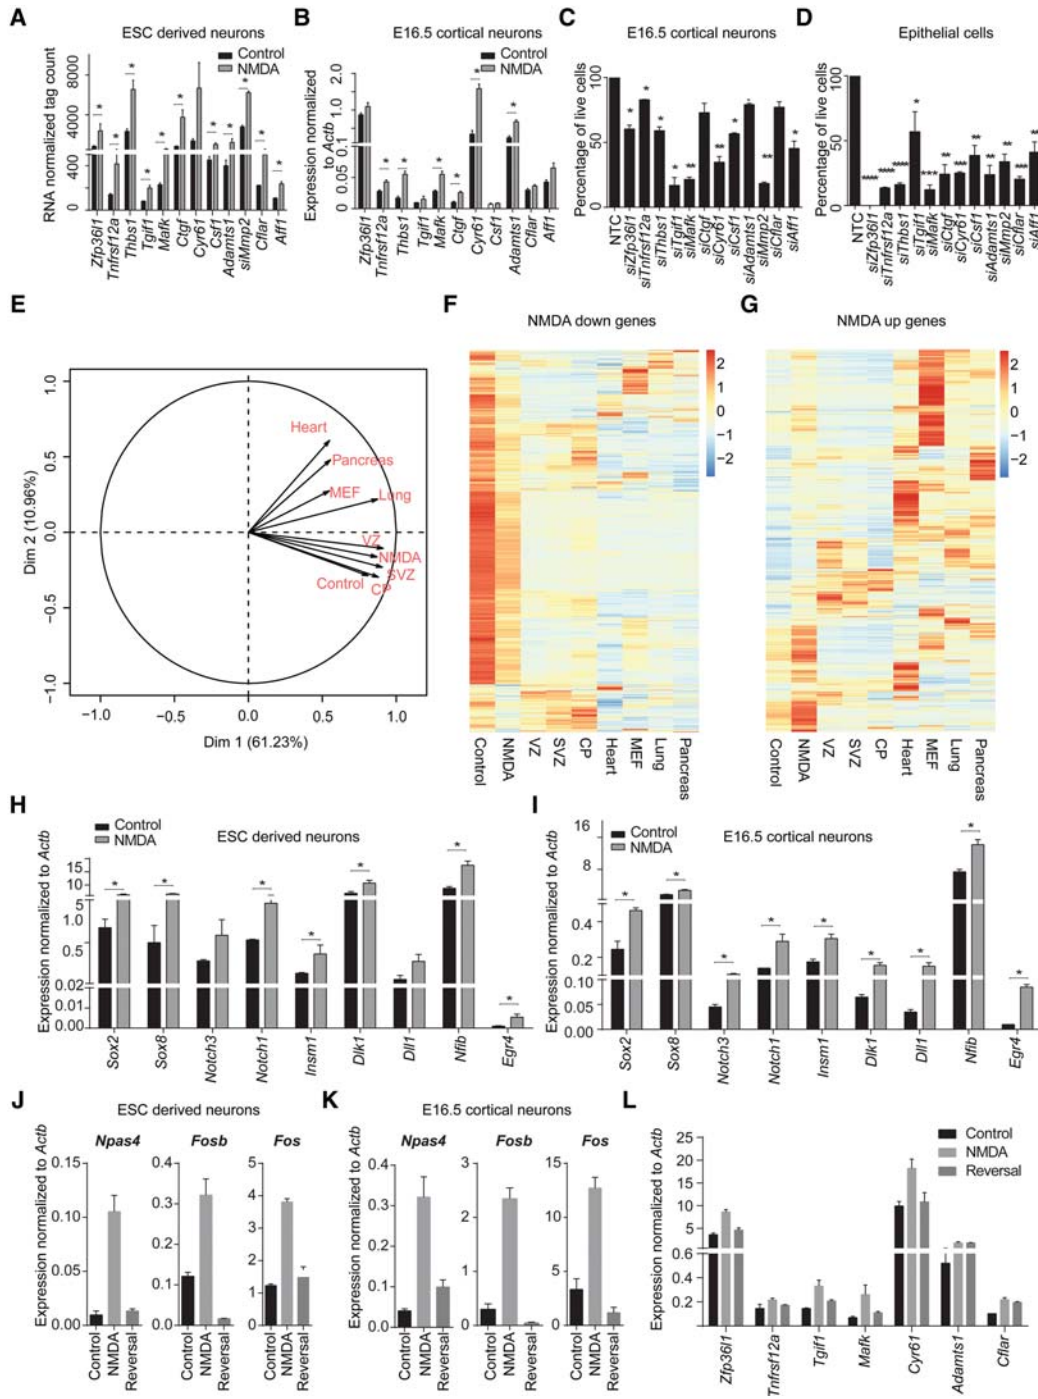 A
ESC derived neurons
Control
NMDA
RNA normalized tag count
8000
4000
400
200
0
Zfp36l1
Tnfrsf12a
Thbs1
Tgif1
Mafk
Ctgf
Cyr61
Csf1
Adamts1
siMmp2
Cflar
Aff1
B
E16.5 cortical neurons
Control
NMDA
Expression normalized to Actb
2.0
1.0
0.05
0
Zfp36l1
Tnfrsf12a
Thbs1
Tgif1
Mafk
Ctgf
Cyr61
Csf1
Adamts1
Cflar
Aff1
C
E16.5 cortical neurons
Percentage of live cells
100
50
0
NTC
siZfp36l1
siTnfrsf12a
siThbs1
siTgif1
siMafk
siCtgf
siCyr61
siCsf1
siAdamts1
siMmp2
siCflar
siAff1
D
Epithelial cells
Percentage of live cells
100
50
0
NTC
siZfp36l1
siTnfrsf12a
siThbs1
siTgif1
siMafk
siCtgf
siCyr61
siCsf1
siAdamts1
siMmp2
siCflar
siAff1
E
Dim 2 (10.96%)
1.0
0.5
0.0
−0.5
−1.0
Heart
Pancreas
MEF
Lung
VZ
NMDA
SVZ
Control
CP
−1.0
−0.5
0.0
0.5
1.0
Dim 1 (61.23%)
F
NMDA down genes
2
1
0
−1
−2
Control
NMDA
VZ
SVZ
CP
Heart
MEF
Lung
Pancreas
G
NMDA up genes
2
1
0
−1
−2
Control
NMDA
VZ
SVZ
CP
Heart
MEF
Lung
Pancreas
H
ESC derived neurons
Control
NMDA
Expression normalized to Actb
15
10
5
1.0
0.5
0.02
0.01
0.00
Sox2
Sox8
Notch3
Notch1
Insm1
Dlk1
Dll1
Nfib
Egr4
I
E16.5 cortical neurons
Control
NMDA
Expression normalized to Actb
16
8
0.4
0.2
0.10
0.05
0.00
Sox2
Sox8
Notch3
Notch1
Insm1
Dlk1
Dll1
Nfib
Egr4
J
ESC derived neurons
Expression normalized to Actb
Npas4
0.15
0.10
0.05
0.00
Control
NMDA
Reversal
Fosb
0.4
0.3
0.2
0.1
0.0
Control
NMDA
Reversal
Fos
5
4
3
2
1
0
Control
NMDA
Reversal
K
E16.5 cortical neurons
Expression normalized to Actb
Npas4
0.4
0.3
0.2
0.1
0.0
Control
NMDA
Reversal
Fosb
3
2
1
0
Control
NMDA
Reversal
Fos
15
10
5
0
Control
NMDA
Reversal
L
Control
NMDA
Reversal
Expression normalized to Actb
25
20
15
10
5
0.6
0.4
0.2
Zfp36l1
Tnfrsf12a
Tgif1
Mafk
Cyr61
Adamts1
Cflar